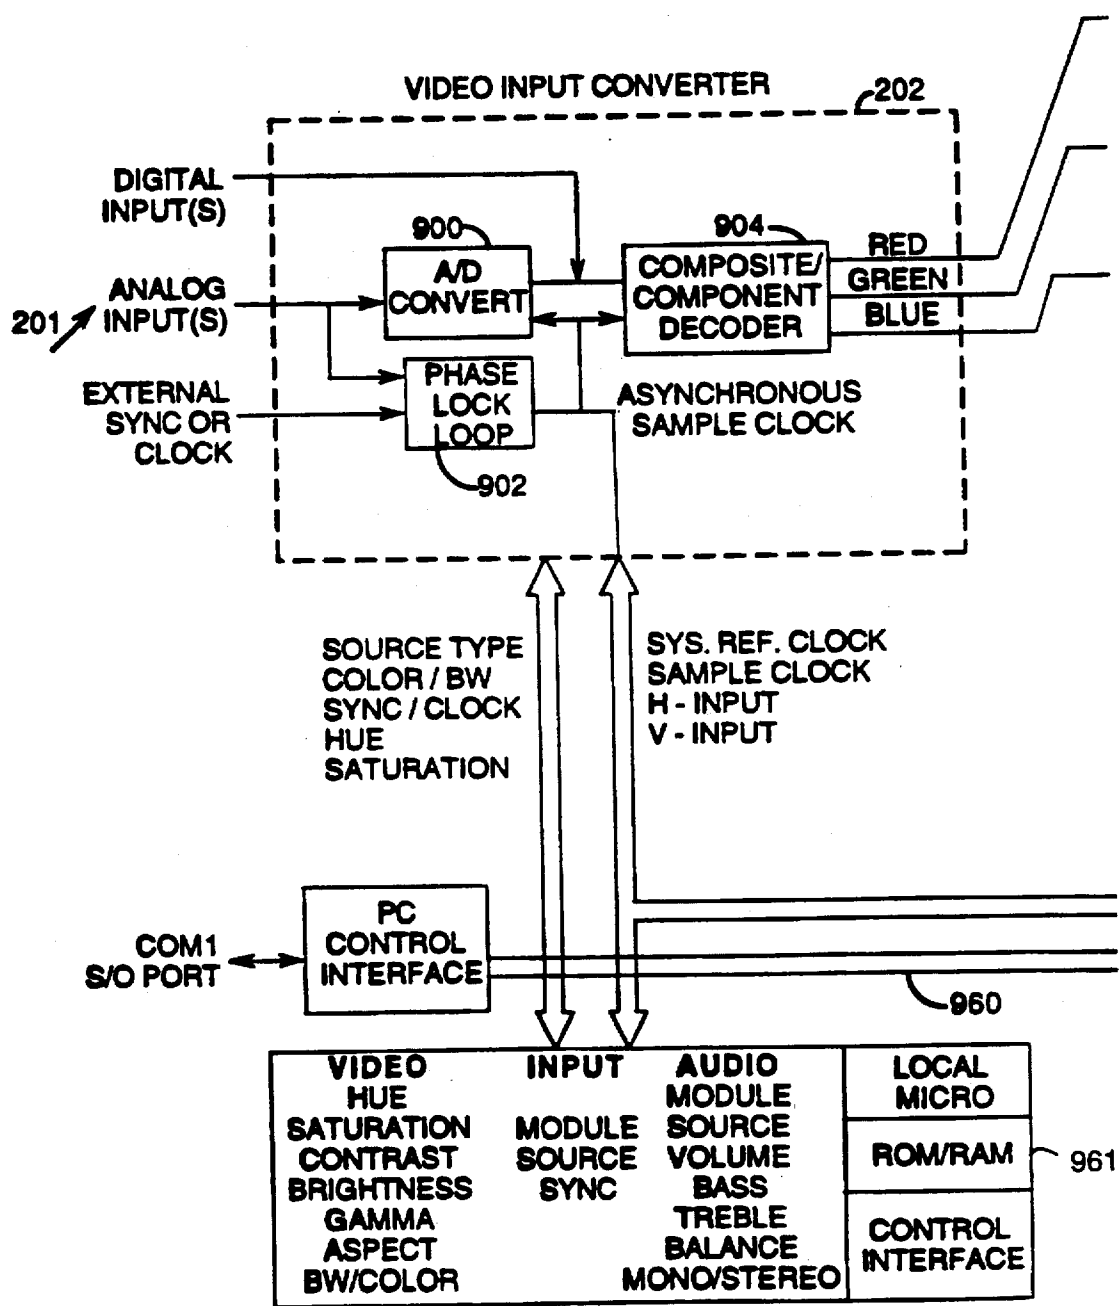 VIDEO INPUT CONVERTER
202
DIGITAL
INPUT(S)
900
904
A/D
CONVERT
COMPOSITE/
COMPONENT
DECODER
RED
GREEN
BLUE
201
ANALOG
INPUT(S)
EXTERNAL
SYNC OR
CLOCK
PHASE
LOCK
LOOP
902
ASYNCHRONOUS
SAMPLE CLOCK
SOURCE TYPE
COLOR / BW
SYNC / CLOCK
HUE
SATURATION
SYS. REF. CLOCK
SAMPLE CLOCK
H - INPUT
V - INPUT
COM1
S/O PORT
PC
CONTROL
INTERFACE
960
VIDEO
HUE
SATURATION
CONTRAST
BRIGHTNESS
GAMMA
ASPECT
BW/COLOR
INPUT
MODULE
SOURCE
SYNC
AUDIO
MODULE
SOURCE
VOLUME
BASS
TREBLE
BALANCE
MONO/STEREO
LOCAL
MICRO
ROM/RAM
961
CONTROL
INTERFACE